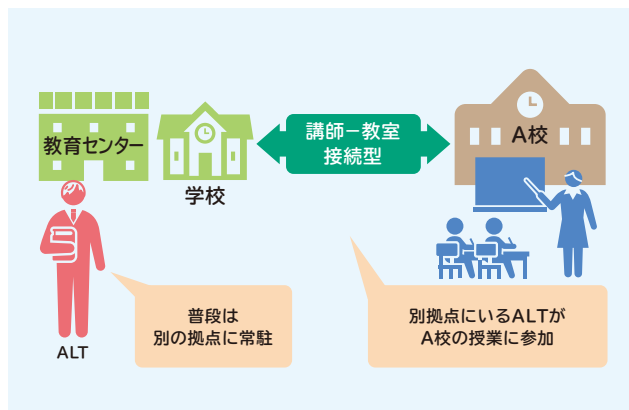 教育センター
学校
講師－教室
接続型
A校
ALT
普段は
別の拠点に常駐
別拠点にいるALTが
A校の授業に参加